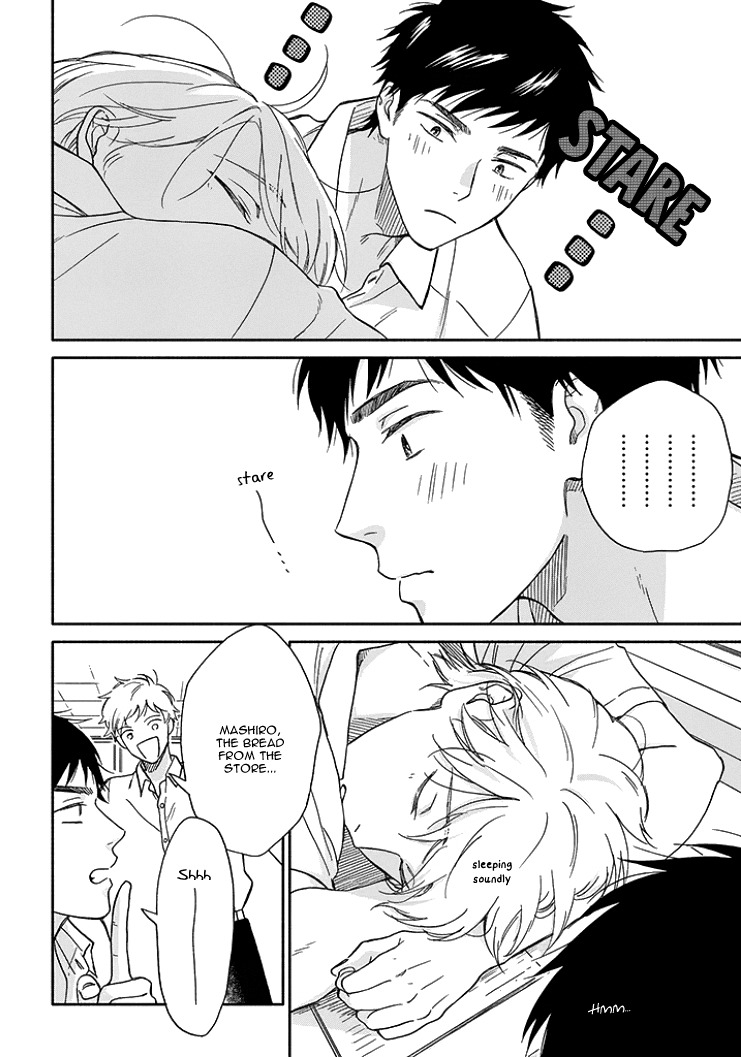 STARE
⋮⋮⋮⋮
stare
...
sleeping
soundly
Hmm...
MASHIRO,
THE BREAD
FROM THE
STORE...
Shhh